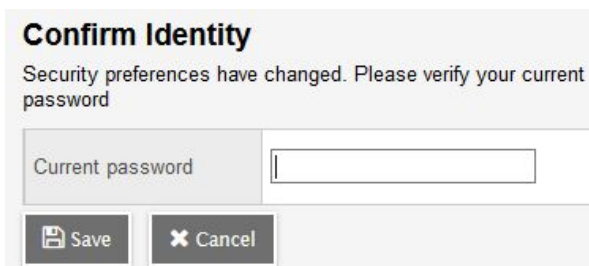 Confirm Identity
Security preferences have changed. Please verify your current
password
Current password
Save
Cancel